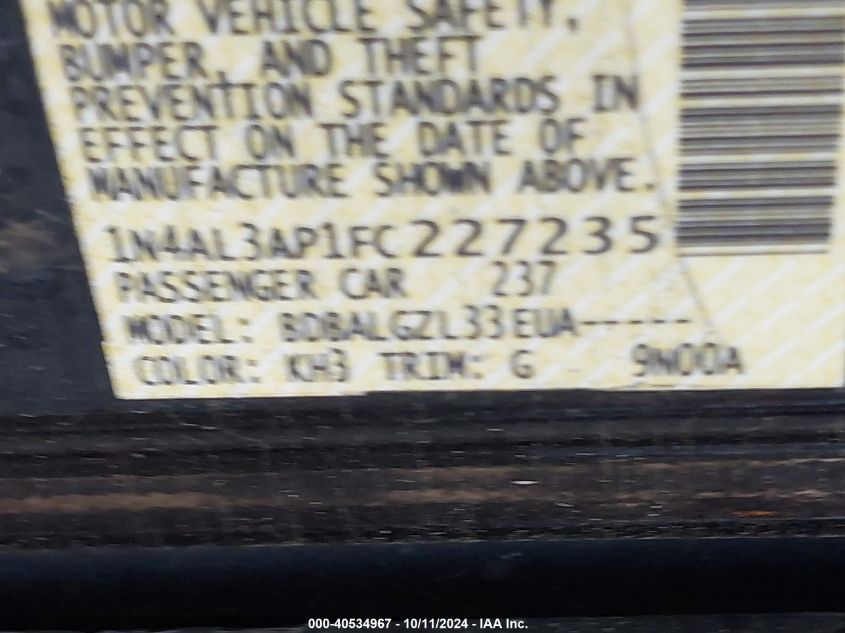 MOTOR VEHICLE SAFETY,
BUMPER, AND THEFT
PREVENTION STANDARDS IN
EFFECT ON THE DATE OF
MANUFACTURE SHOWN ABOVE.
1N4AL3AP1FC227235
PASSENGER CAR 237
MODEL: BDBALGZL33EUA-----
COLOR: KH3 TRIM: G 9N00A
000-40534967 - 10/11/2024 - IAA Inc.